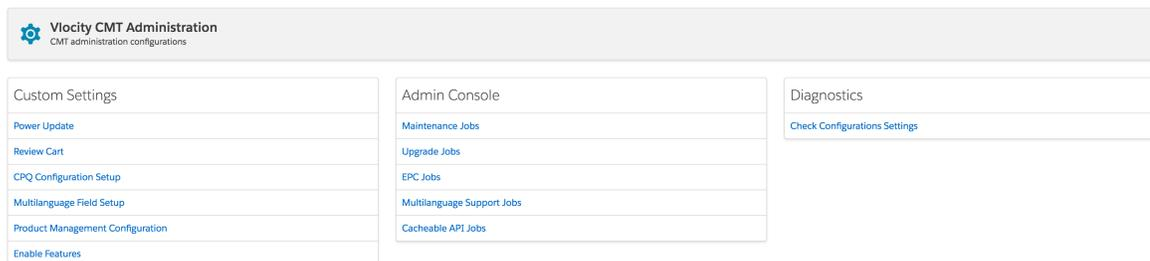 Vlocity CMT Administration
CMT administration configurations
Custom Settings
Power Update
Review Cart
CPQ Configuration Setup
Multilanguage Field Setup
Product Management Configuration
Enable Features
Admin Console
Maintenance Jobs
Upgrade Jobs
EPC Jobs
Multilanguage Support Jobs
Cacheable API Jobs
Diagnostics
Check Configurations Settings